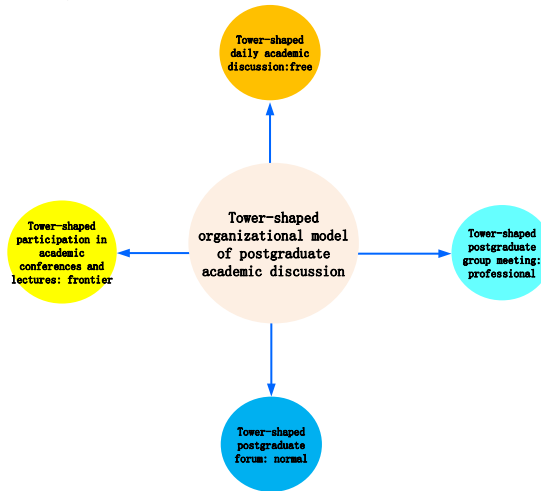 Tower-shaped
daily academic
discussion:free
Tower-shaped
participation in
academic
conferences and
lectures: frontier
Tower-shaped
organizational model
of postgraduate
academic discussion
Tower-shaped
postgraduate
group meeting:
professional
Tower-shaped
postgraduate
forum: normal